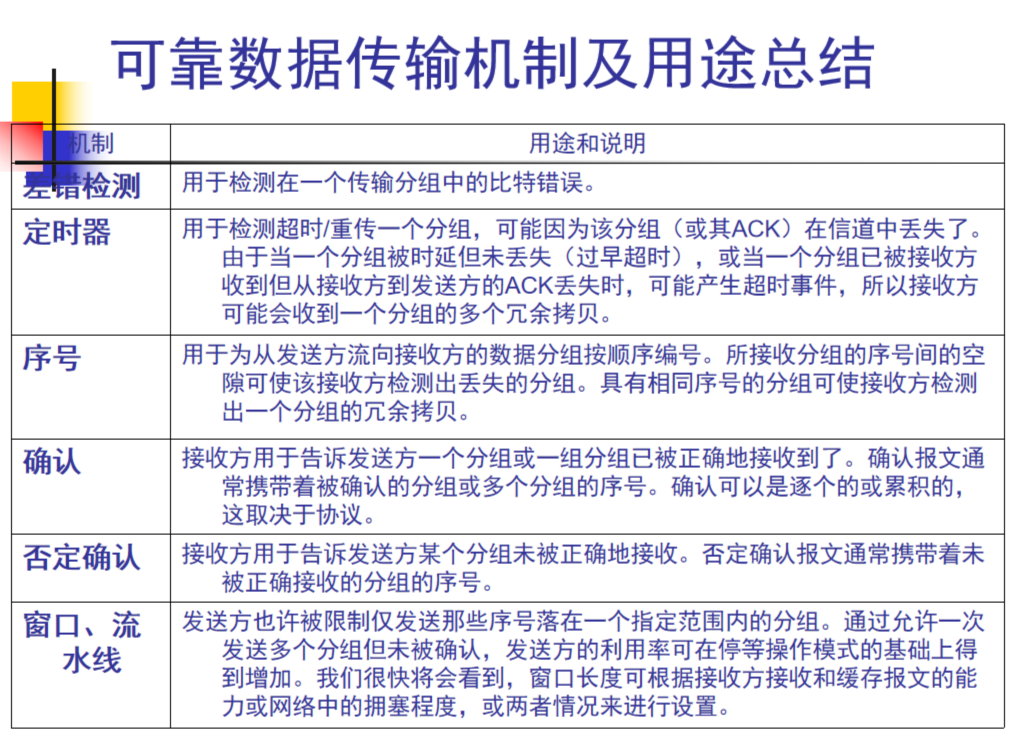 可靠数据传输机制及用途总结
机制
用途和说明
差错检测
用于检测在一个传输分组中的比特错误。
定时器
用于检测超时/重传一个分组，可能因为该分组（或其ACK）在信道中丢失了。
由于当一个分组被时延但未丢失（过早超时），或当一个分组已被接收方
收到但从接收方到发送方的ACK丢失时，可能产生超时事件，所以接收方
可能会收到一个分组的多个冗余拷贝。
序号
用于为从发送方流向接收方的数据分组按顺序编号。所接收分组的序号间的空
隙可使该接收方检测出丢失的分组。具有相同序号的分组可使接收方检测
出一个分组的冗余拷贝。
确认
接收方用于告诉发送方一个分组或一组分组已被正确地接收到了。确认报文通
常携带着被确认的分组或多个分组的序号。确认可以是逐个的或累积的，
这取决于协议。
否定确认
接收方用于告诉发送方某个分组未被正确地接收。否定确认报文通常携带着未
被正确接收的分组的序号。
窗口、流
水线
发送方也许被限制仅发送那些序号落在一个指定范围内的分组。通过允许一次
发送多个分组但未被确认，发送方的利用率可在停等操作模式的基础上得
到增加。我们很快将会看到，窗口长度可根据接收方接收和缓存报文的能
力或网络中的拥塞程度，或两者情况来进行设置。